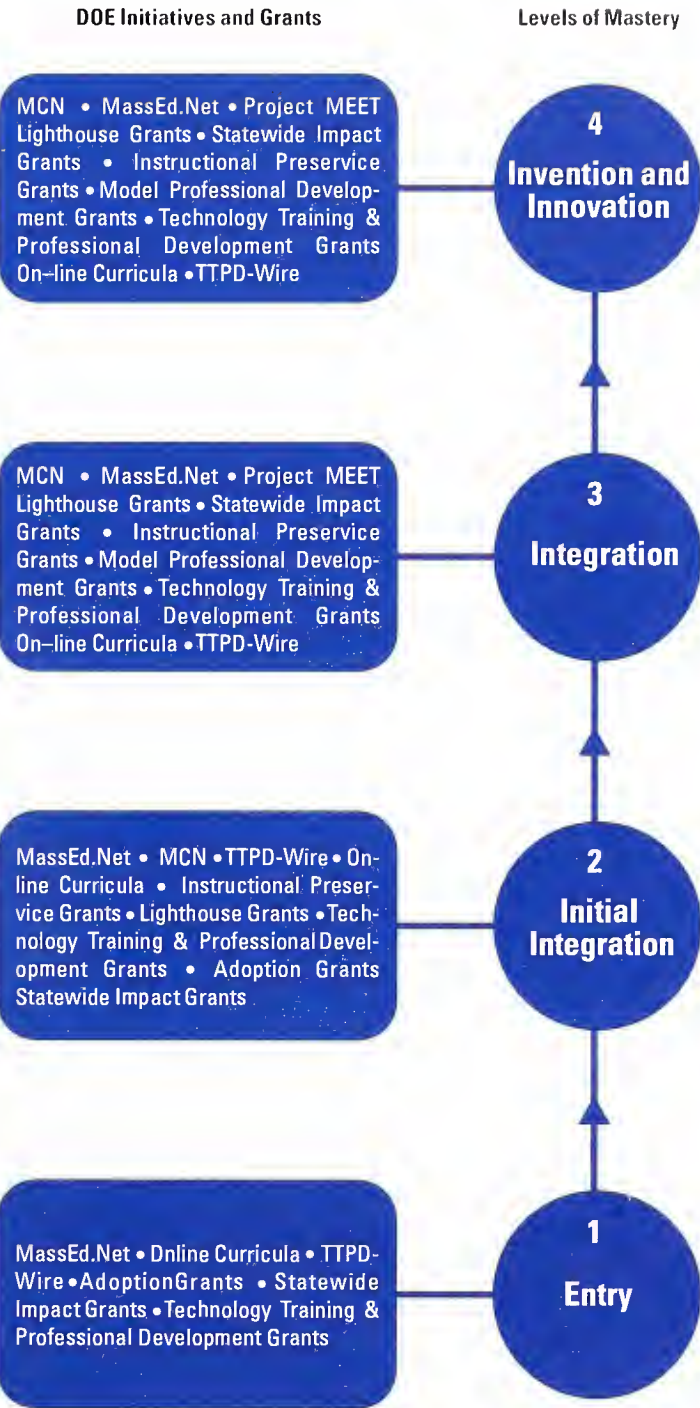 DOE Initiatives and Grants
Levels of Mastery
MCN • MassEd.Net • Project MEET
Lighthouse Grants • Statewide Impact
Grants • Instructional Preservice
Grants • Model Professional Develop-
ment Grants • Technology Training &
Professional Development Grants
On–line Curricula • TTPD-Wire
4
Invention and
Innovation
MCN • MassEd.Net • Project MEET
Lighthouse Grants • Statewide Impact
Grants • Instructional Preservice
Grants • Model Professional Develop-
ment Grants • Technology Training &
Professional Development Grants
On–line Curricula • TTPD-Wire
3
Integration
MassEd.Net • MCN • TTPD-Wire • On-
line Curricula • Instructional Preser-
vice Grants • Lighthouse Grants • Tech-
nology Training & Professional Devel-
opment Grants • Adoption Grants
Statewide Impact Grants
2
Initial
Integration
MassEd.Net • Dnline Curricula • TTPD-
Wire • Adoption Grants • Statewide
Impact Grants • Technology Training &
Professional Development Grants
1
Entry